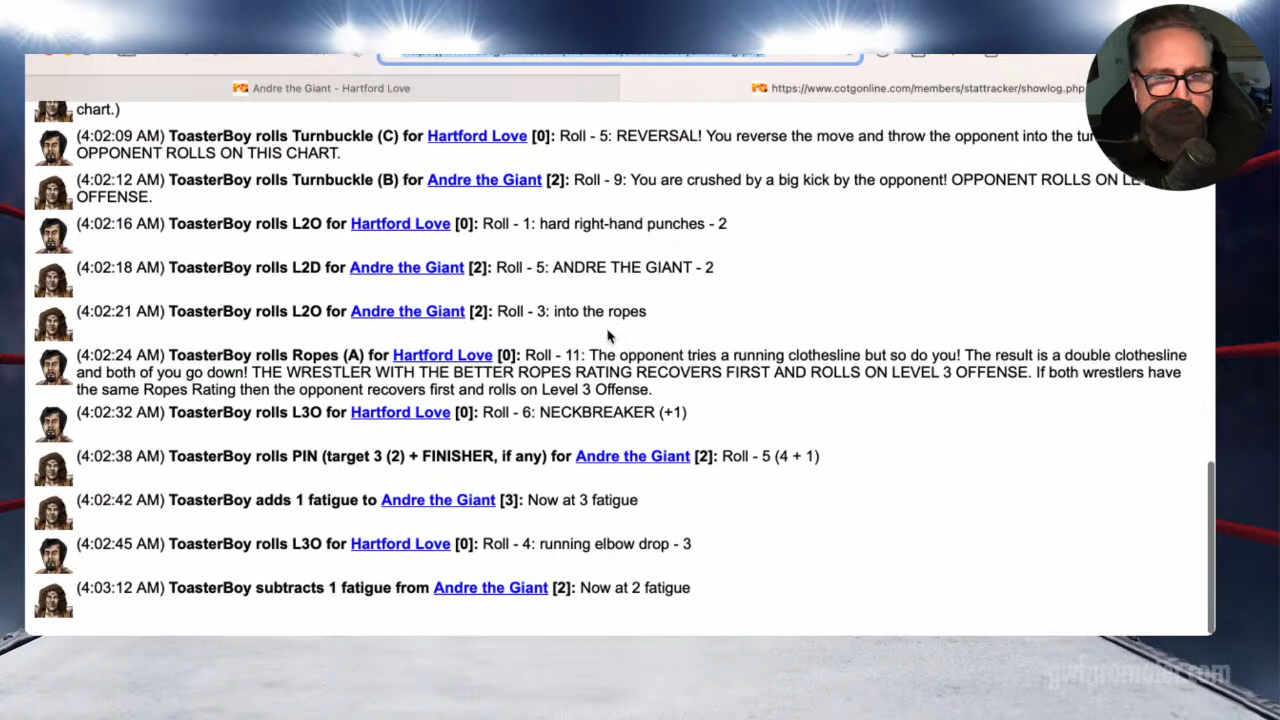 Andre the Giant - Hartford Love
https://www.cotgonline.com/members/stattracker/showlog.php
chart.)
(4:02:09 AM) ToasterBoy rolls Turnbuckle (C) for Hartford Love [0]: Roll - 5: REVERSAL! You reverse the move and throw the opponent into the
OPPONENT ROLLS ON THIS CHART.
(4:02:12 AM) ToasterBoy rolls Turnbuckle (B) for Andre the Giant [2]: Roll - 9: You are crushed by a big kick by the opponent! OPPONENT ROLLS ON
OFFENSE.
(4:02:16 AM) ToasterBoy rolls L2O for Hartford Love [0]: Roll - 1: hard right-hand punches - 2
(4:02:18 AM) ToasterBoy rolls L2D for Andre the Giant [2]: Roll - 5: ANDRE THE GIANT - 2
(4:02:21 AM) ToasterBoy rolls L2O for Andre the Giant [2]: Roll - 3: into the ropes
(4:02:24 AM) ToasterBoy rolls Ropes (A) for Hartford Love [0]: Roll - 11: The opponent tries a running clothesline but so do you! The result is a double clothesline
and both of you go down! THE WRESTLER WITH THE BETTER ROPES RATING RECOVERS FIRST AND ROLLS ON LEVEL 3 OFFENSE. If both wrestlers have
the same Ropes Rating then the opponent recovers first and rolls on Level 3 Offense.
(4:02:32 AM) ToasterBoy rolls L3O for Hartford Love [0]: Roll - 6: NECKBREAKER (+1)
(4:02:38 AM) ToasterBoy rolls PIN (target 3 (2) + FINISHER, if any) for Andre the Giant [2]: Roll - 5 (4 + 1)
(4:02:42 AM) ToasterBoy adds 1 fatigue to Andre the Giant [3]: Now at 3 fatigue
(4:02:45 AM) ToasterBoy rolls L3O for Hartford Love [0]: Roll - 4: running elbow drop - 3
(4:03:12 AM) ToasterBoy subtracts 1 fatigue from Andre the Giant [2]: Now at 2 fatigue
gwfpromoter.com